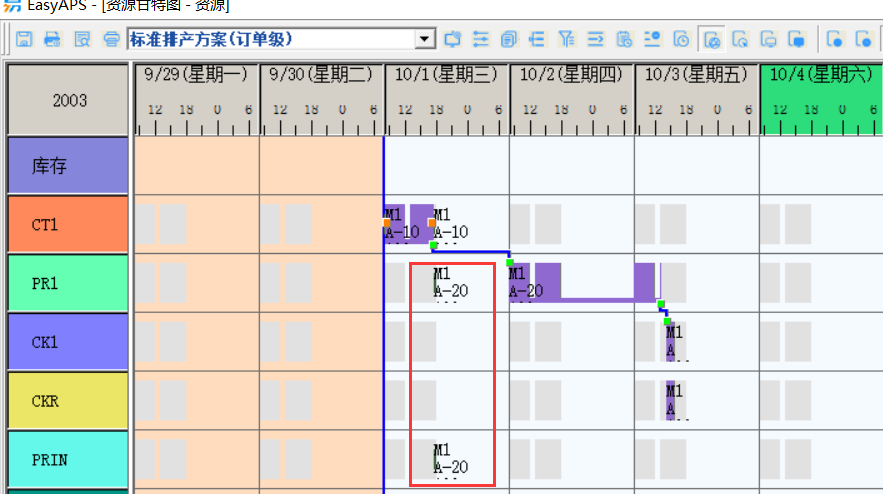 EasyAPS - [资源甘特图 - 资源]
标准排产方案(订单级)
2003
9/29(星期一) 9/30(星期二) 10/1(星期三) 10/2(星期四) 10/3(星期五) 10/4(星期六)
12 18 0 6 12 18 0 6 12 18 0 6 12 18 0 6 12 18 0 6 12 18 0 6
库存
CT1
M1 M1
A-10 A-10
PR1
M1 M1
A-20 A-20
CK1
M1
A
CKR
M1
A
PRIN
M1
A-20